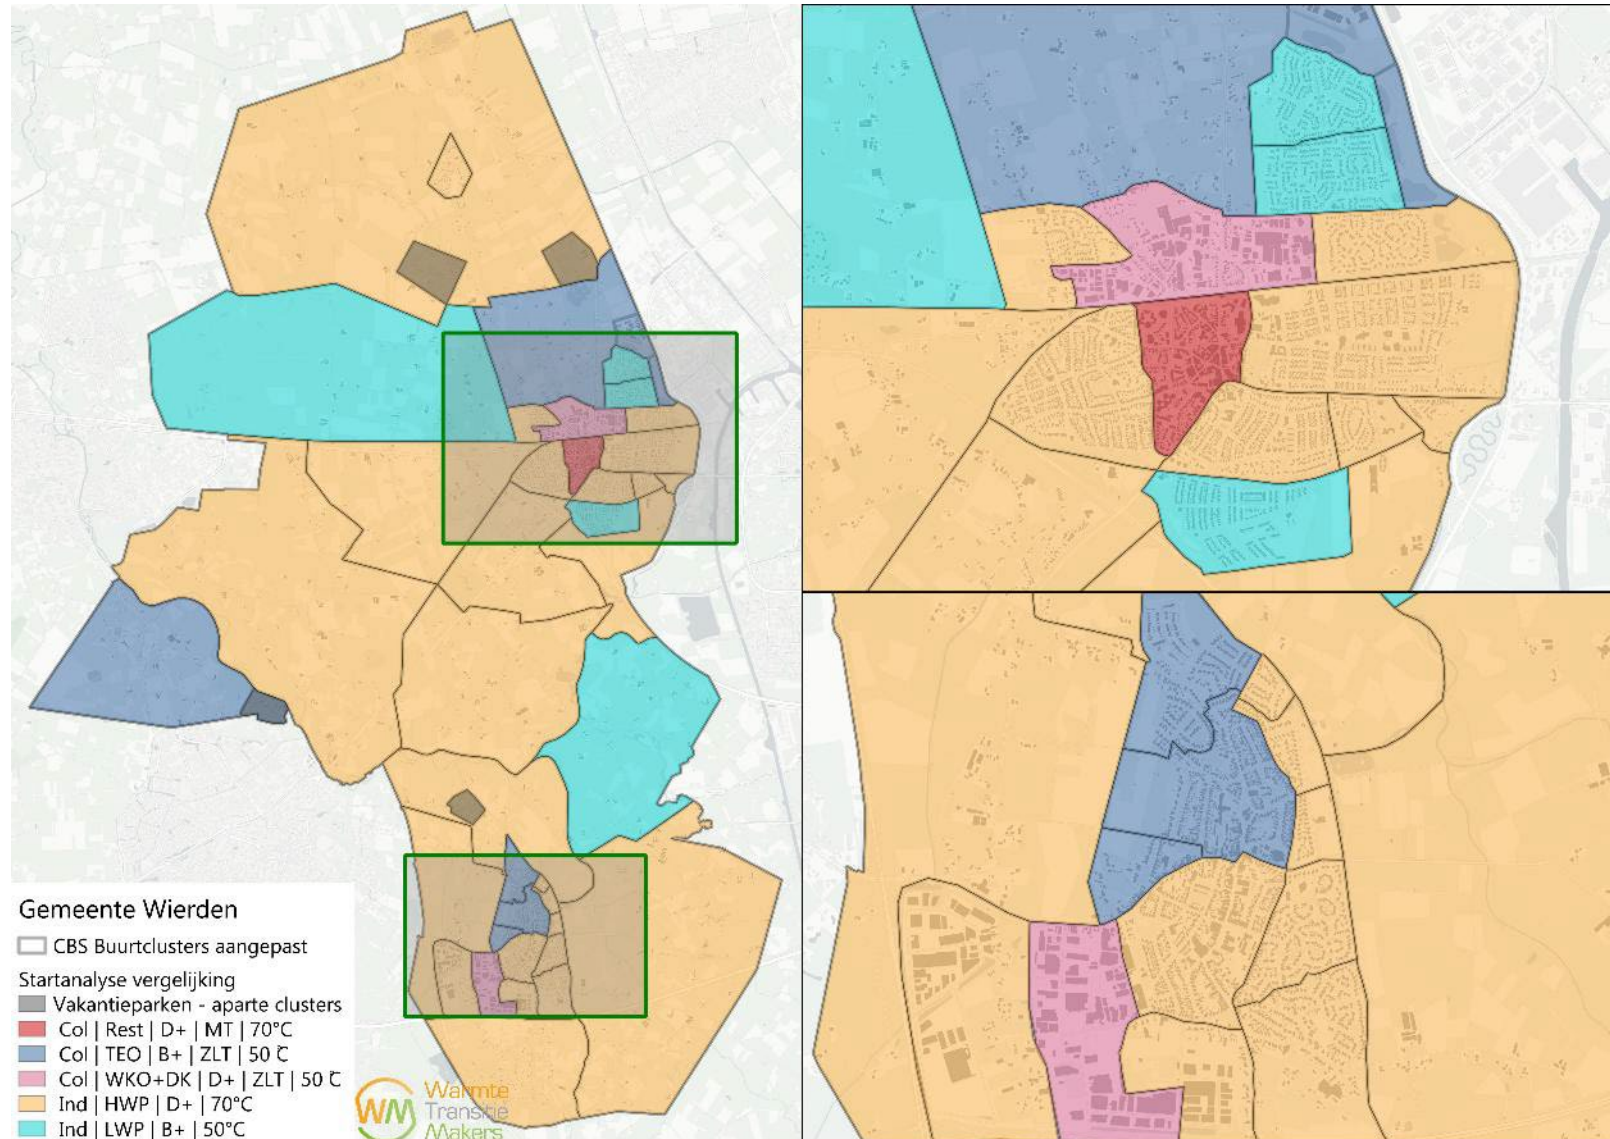 Gemeente Wierden
CBS Buurtclusters aangepast
Startanalyse vergelijking
Vakantieparken - aparte clusters
Col | Rest | D+ | MT | 70°C
Col | TEO | B+ | ZLT | 50 ℃
Col | WKO+DK | D+ | ZLT | 50 ℃
Ind | HWP | D+ | 70°C
Ind | LWP | B+ | 50°C
WM
Warmte
Transitie
Makers